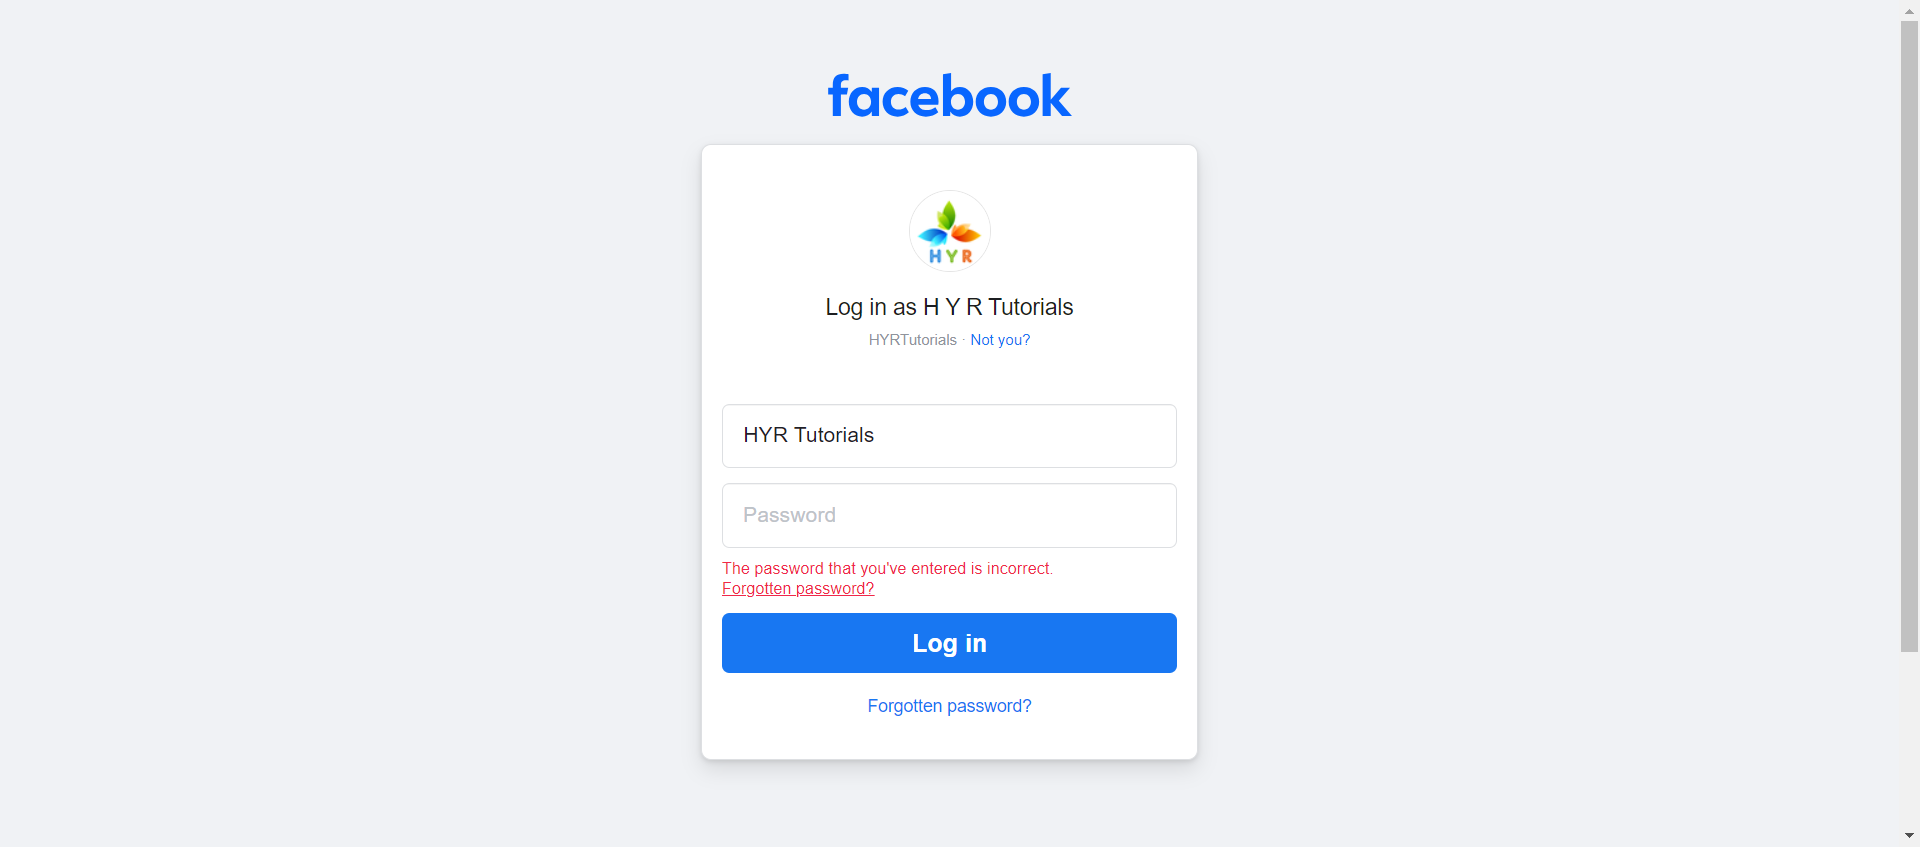 facebook
HYR
Log in as H Y R Tutorials
HYRTutorials · Not you?
HYR Tutorials
Password
The password that you've entered is incorrect.
Forgotten password?
Log in
Forgotten password?